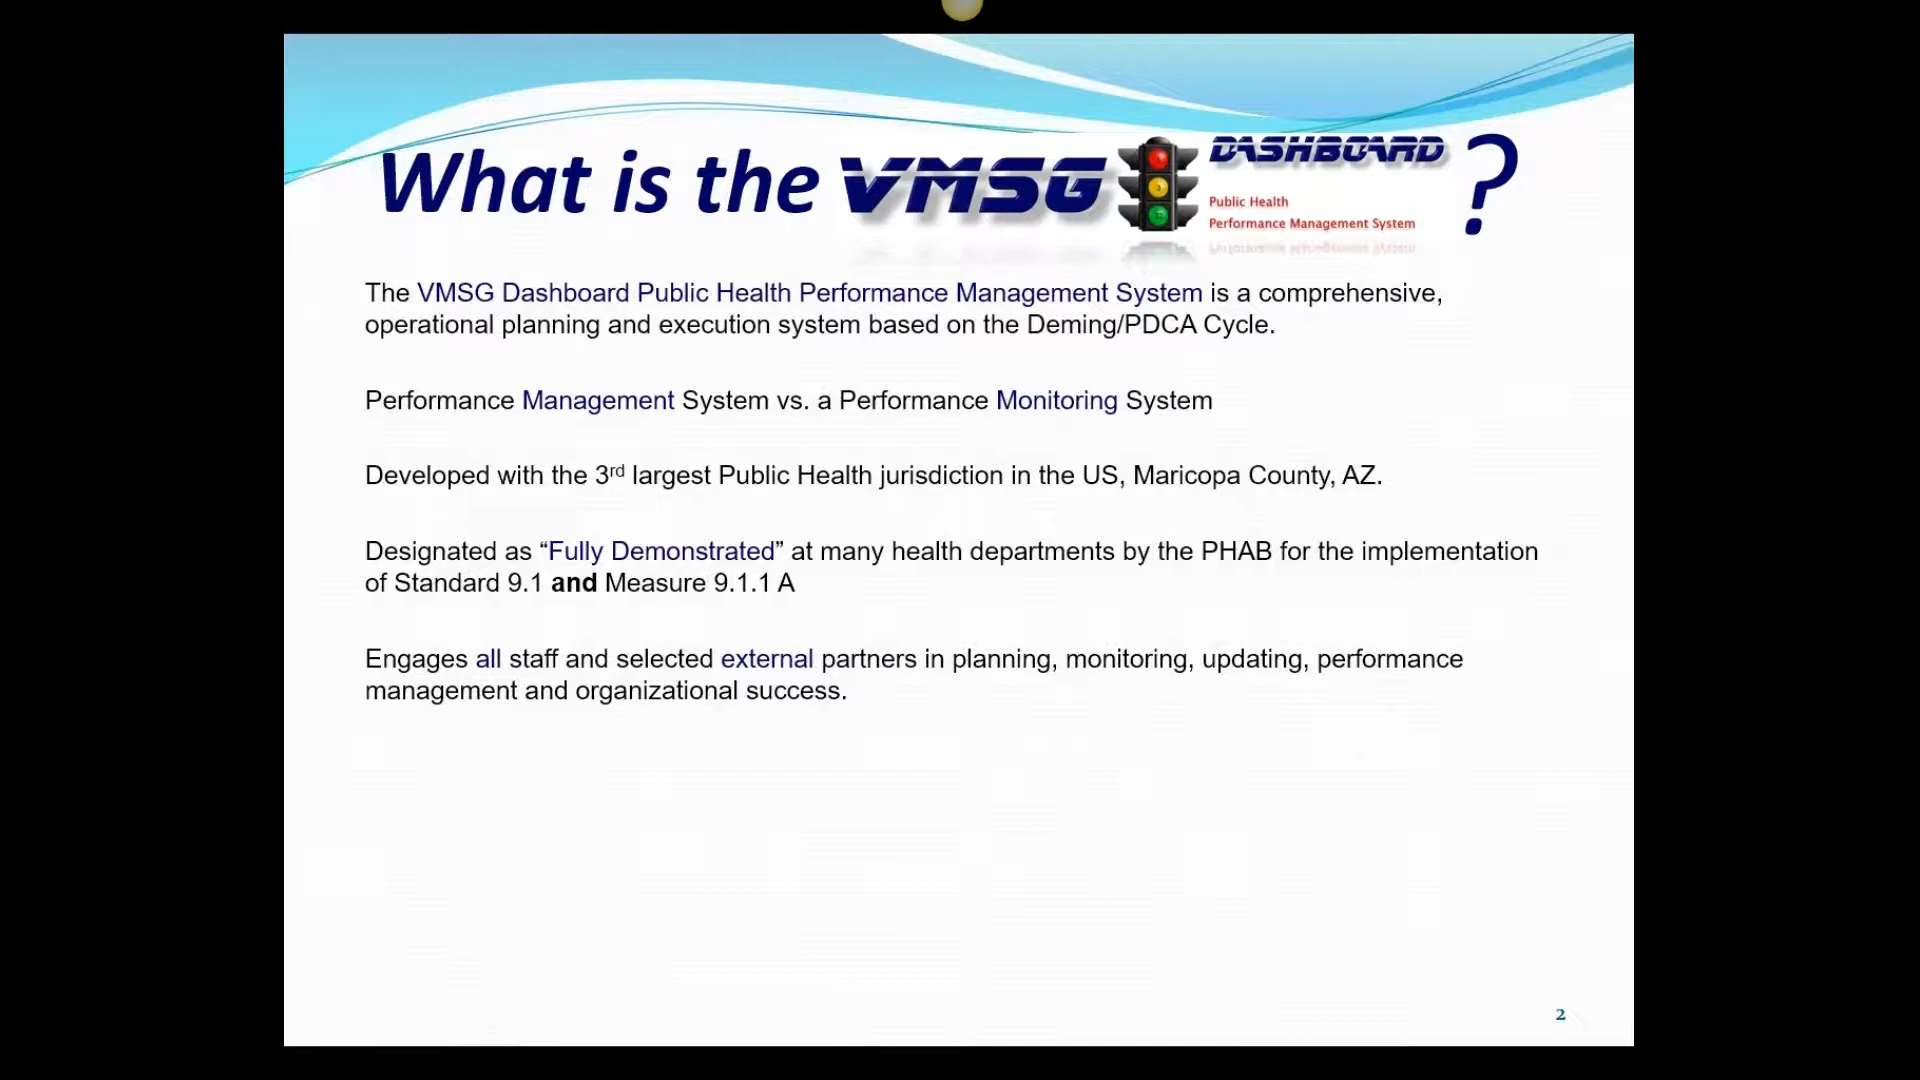 What is the VMSG DASHBOARD ?
Public Health
Performance Management System
The VMSG Dashboard Public Health Performance Management System is a comprehensive,
operational planning and execution system based on the Deming/PDCA Cycle.
Performance Management System vs. a Performance Monitoring System
Developed with the 3rd largest Public Health jurisdiction in the US, Maricopa County, AZ.
Designated as “Fully Demonstrated” at many health departments by the PHAB for the implementation
of Standard 9.1 and Measure 9.1.1 A
Engages all staff and selected external partners in planning, monitoring, updating, performance
management and organizational success.
2